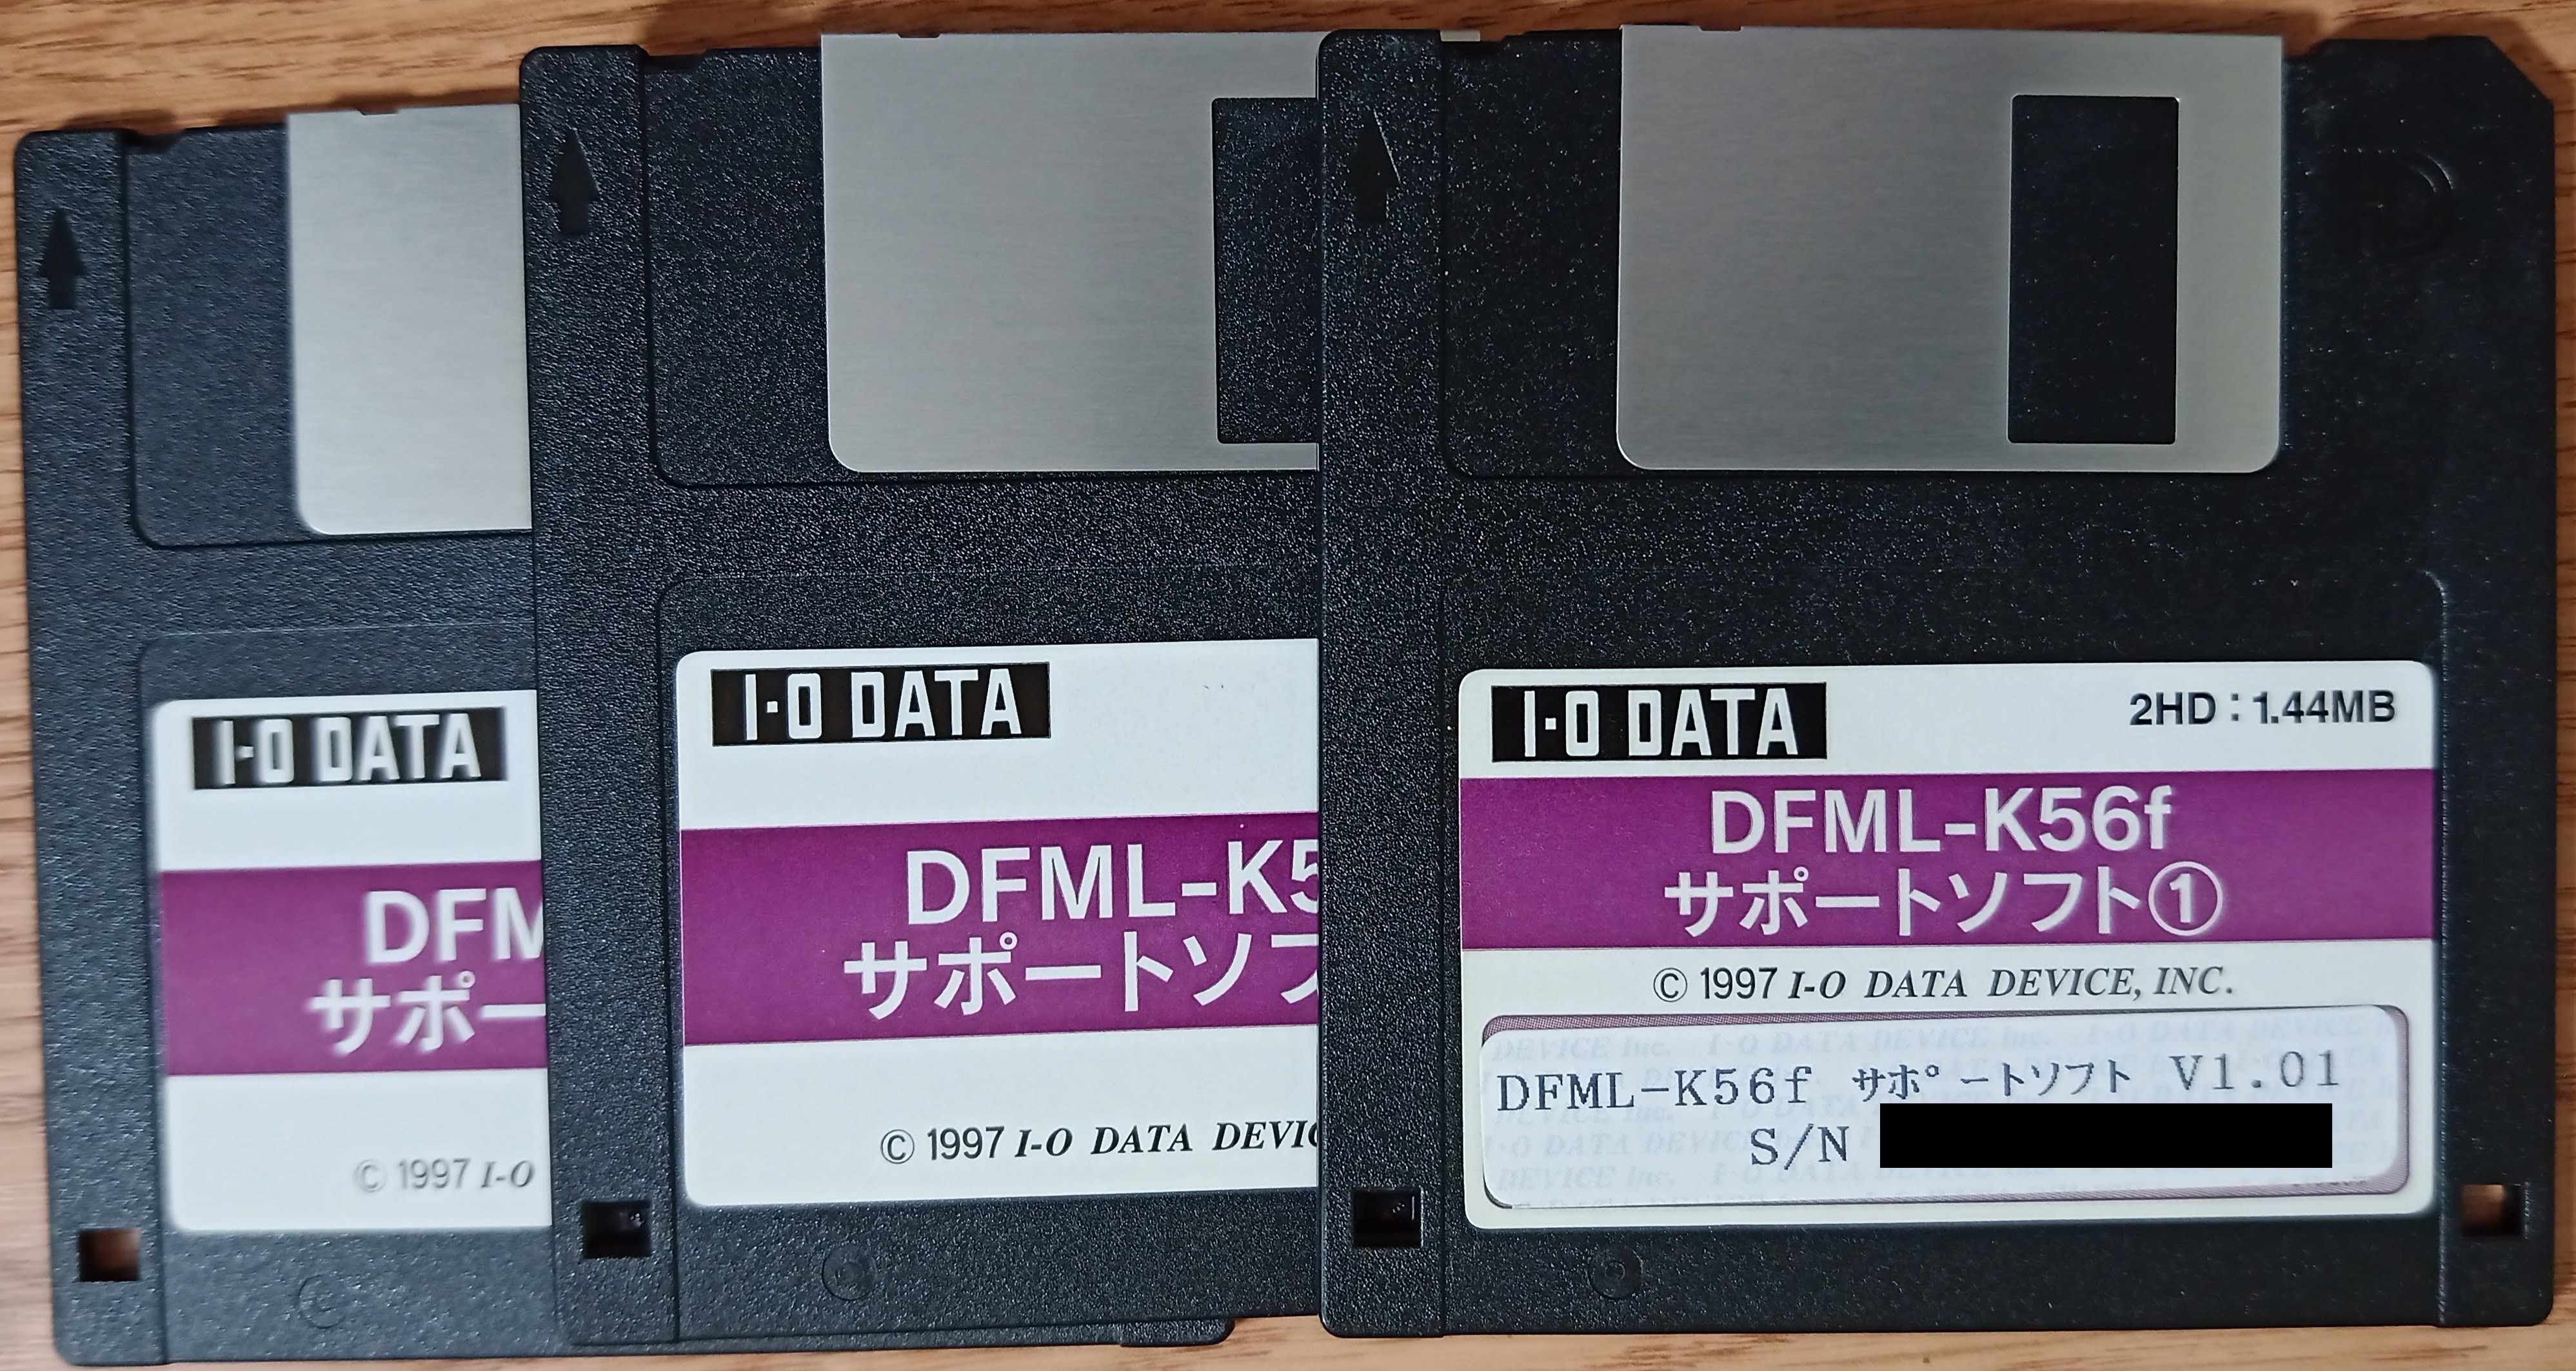 I·O DATA
DFM
サポー
© 1997 I-O
I·O DATA
DFML-K5
サポートソフ
© 1997 I-O DATA DEVIC
I·O DATA
2HD：1.44MB
DFML-K56f
サポートソフト①
© 1997 I-O DATA DEVICE, INC.
DFML-K56f ｻﾎﾟｰﾄｿﾌﾄ V1.01
S/N